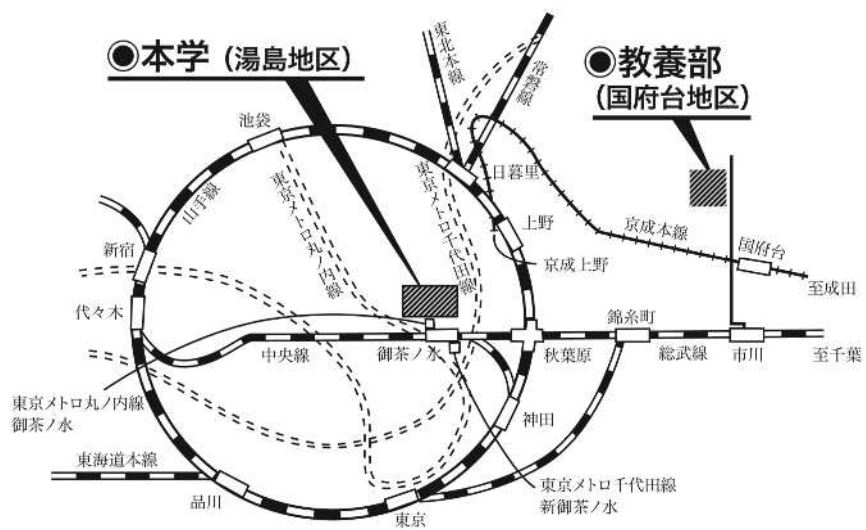 ◉本学（湯島地区）
◉教養部
（国府台地区）
東北本線
常磐線
池袋
山手線
東京メトロ丸ノ内線
東京メトロ千代田線
日暮里
上野
京成上野
京成本線
国府台
至成田
新宿
代々木
中央線
御茶ノ水
秋葉原
錦糸町
総武線
市川
至千葉
東京メトロ丸ノ内線
御茶ノ水
神田
東海道本線
品川
東京
東京メトロ千代田線
新御茶ノ水